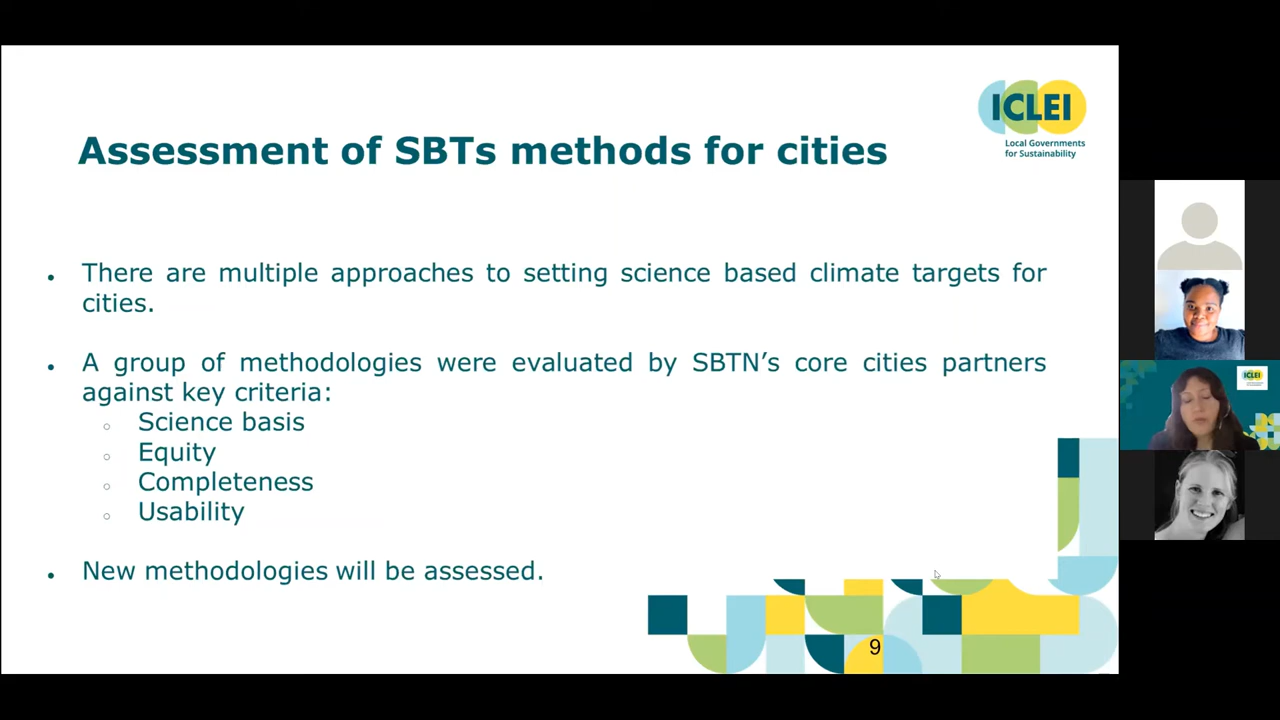 ICLEI
Local Governments
for Sustainability
Assessment of SBTs methods for cities
There are multiple approaches to setting science based climate targets for
cities.
A group of methodologies were evaluated by SBTN's core cities partners
against key criteria:
Science basis
Equity
Completeness
Usability
New methodologies will be assessed.
9
ICLEI